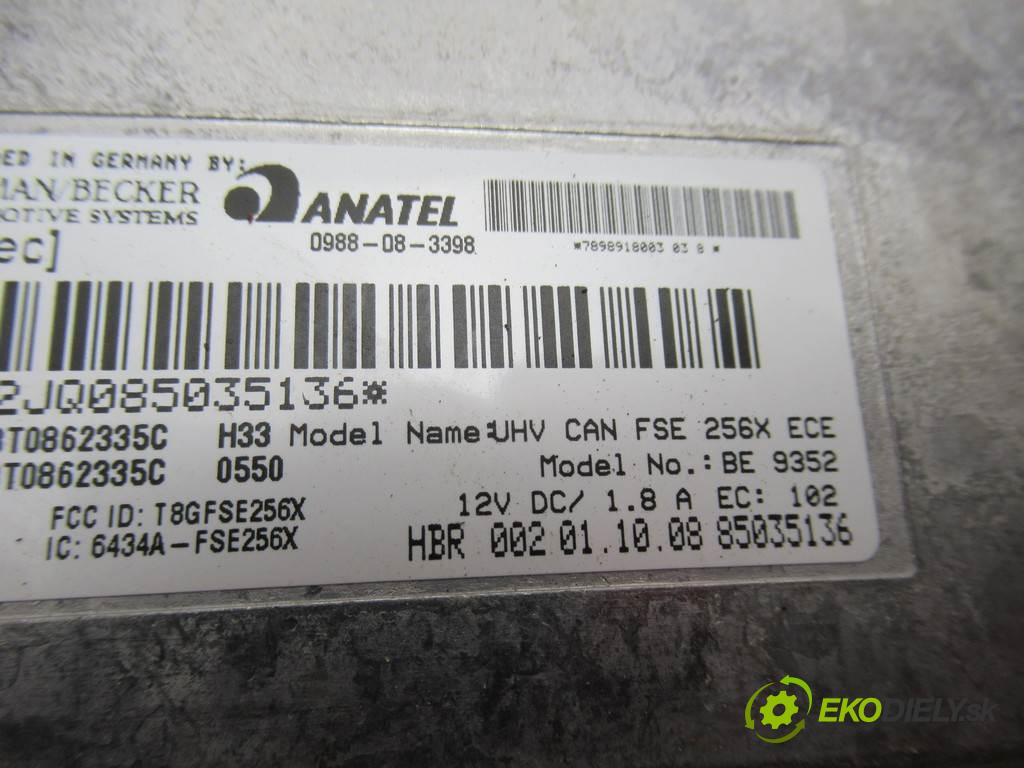 ED IN GERMANY BY:
MAN/BECKER
OTIVE SYSTEMS
ANATEL
0988-08-3398
*7898918003 03 8 *
ec]
2JQ085035136*
T0862335C H33 Model Name: UHV CAN FSE 256X ECE
T0862335C 0550 Model No.: BE 9352
FCC ID: T8GFSE256X 12V DC/ 1.8 A EC: 102
IC: 6434A-FSE256X HBR 002 01.10.08 85035136
EKODIELY.sk